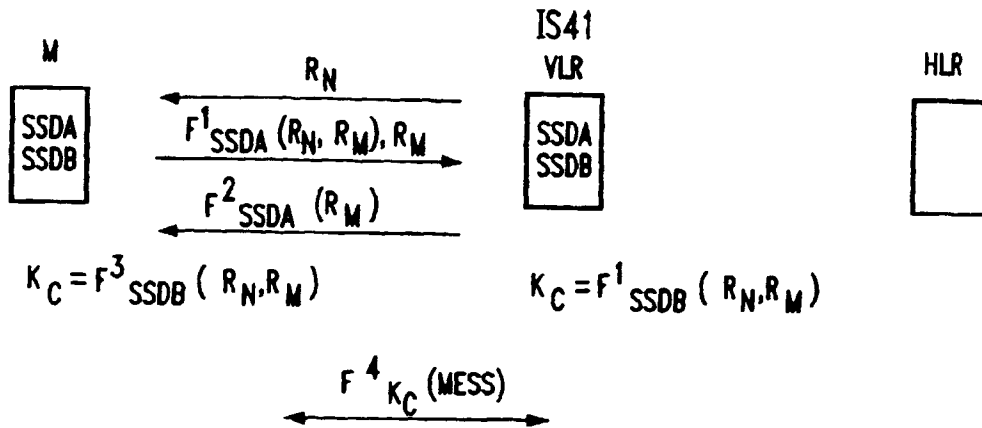 IS41
M
VLR
HLR
R_N
SSDA
SSDB
F^1_SSDA (R_N, R_M), R_M
SSDA
SSDB
F^2_SSDA (R_M)
K_C = F^3_SSDB ( R_N,R_M)
K_C = F^1_SSDB ( R_N,R_M)
F^4_K_C (MESS)